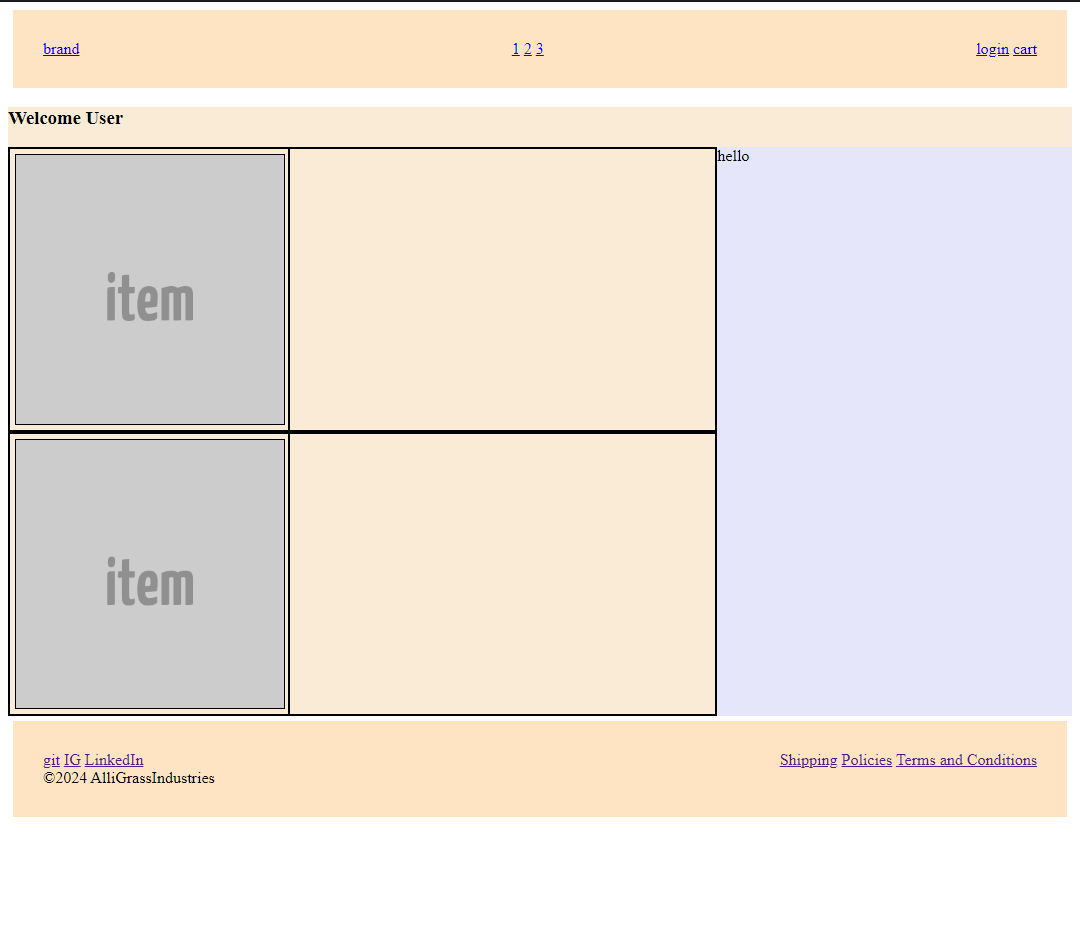 brand 1 2 3 login cart
Welcome User
hello
item
item
git IG LinkedIn Shipping Policies Terms and Conditions
©2024 AlliGrassIndustries